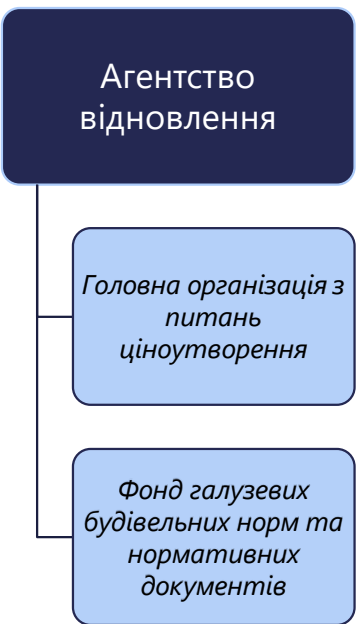 Агентство
відновлення
Головна організація з
питань
ціноутворення
Фонд галузевих
будівельних норм та
нормативних
документів